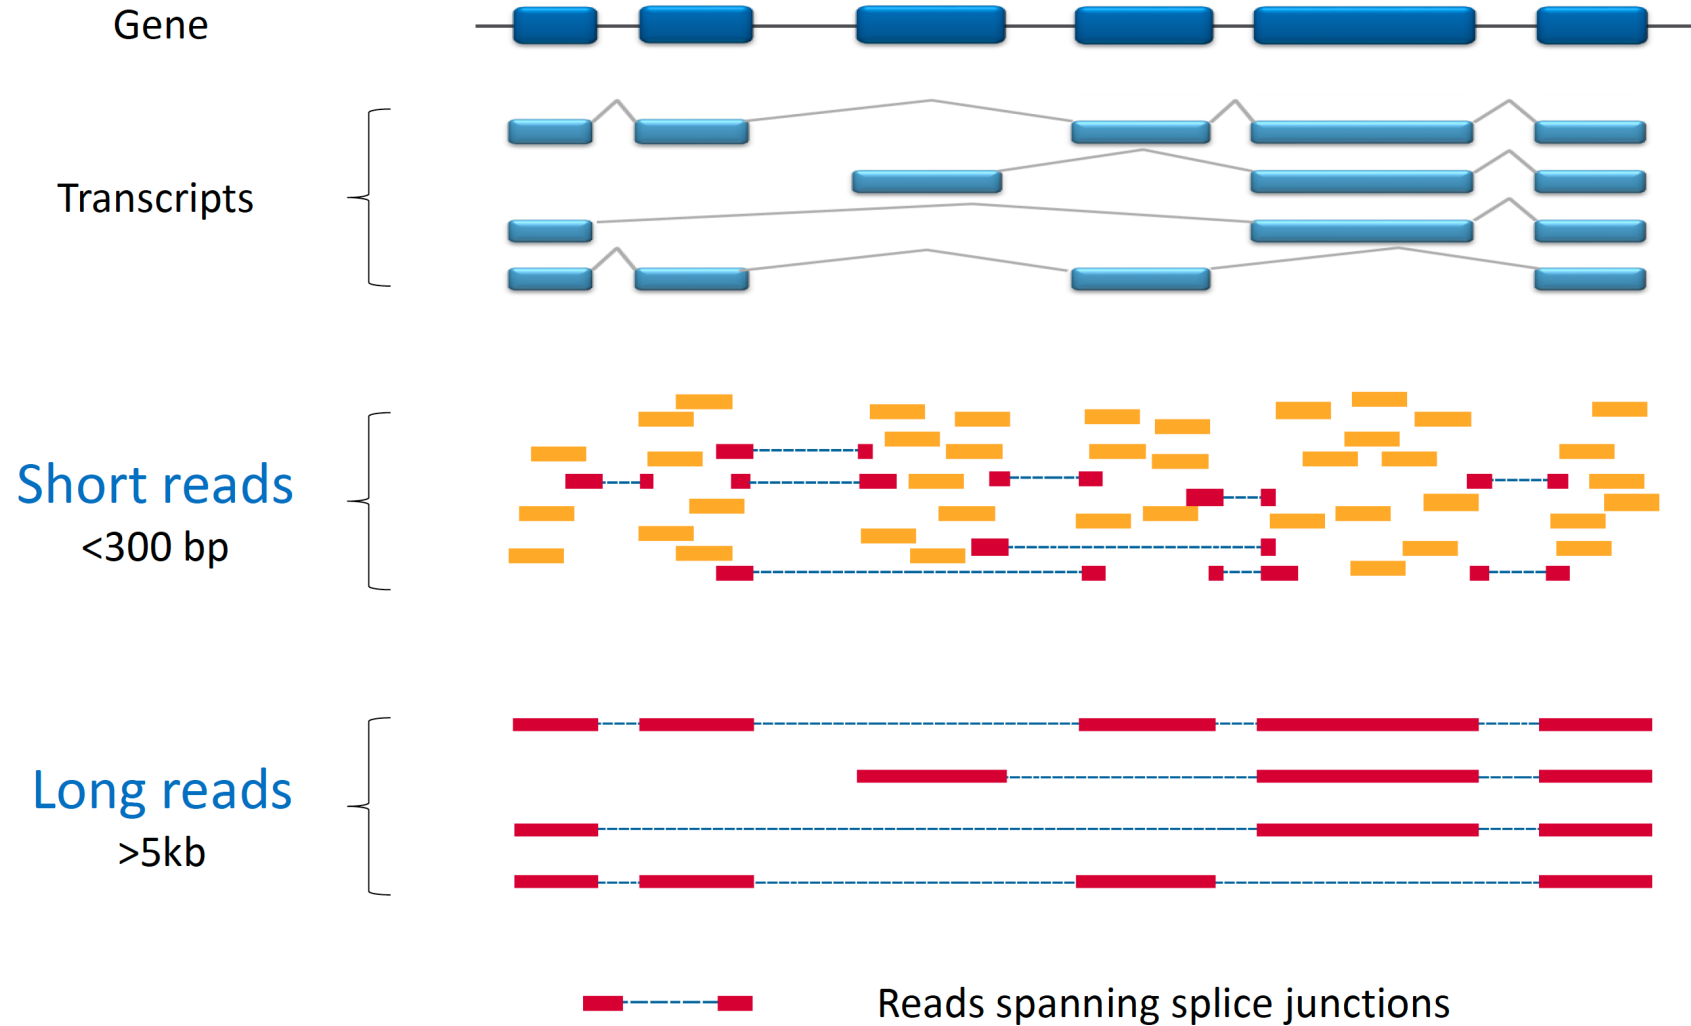 Gene
Transcripts
Short reads
<300 bp
Long reads
>5kb
Reads spanning splice junctions